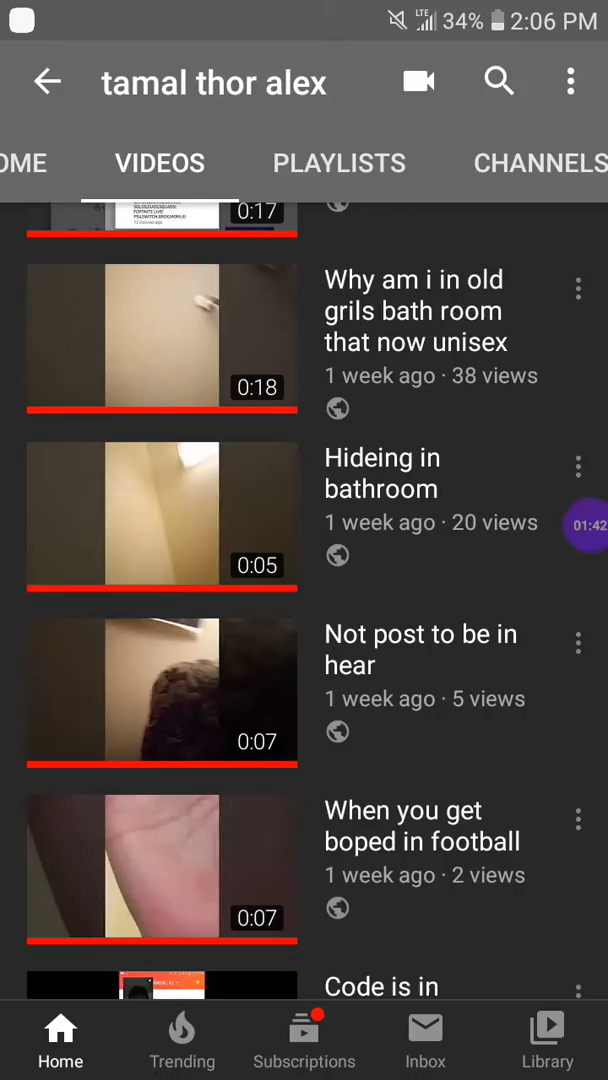 LTE 34% 2:06 PM
tamal thor alex
OME VIDEOS PLAYLISTS CHANNELS
0:17
Why am i in old
grils bath room
that now unisex
1 week ago · 38 views
0:18
Hideing in
bathroom
1 week ago · 20 views
0:05
01:42
Not post to be in
hear
1 week ago · 5 views
0:07
When you get
boped in football
1 week ago · 2 views
0:07
Code is in
Home Trending Subscriptions Inbox Library